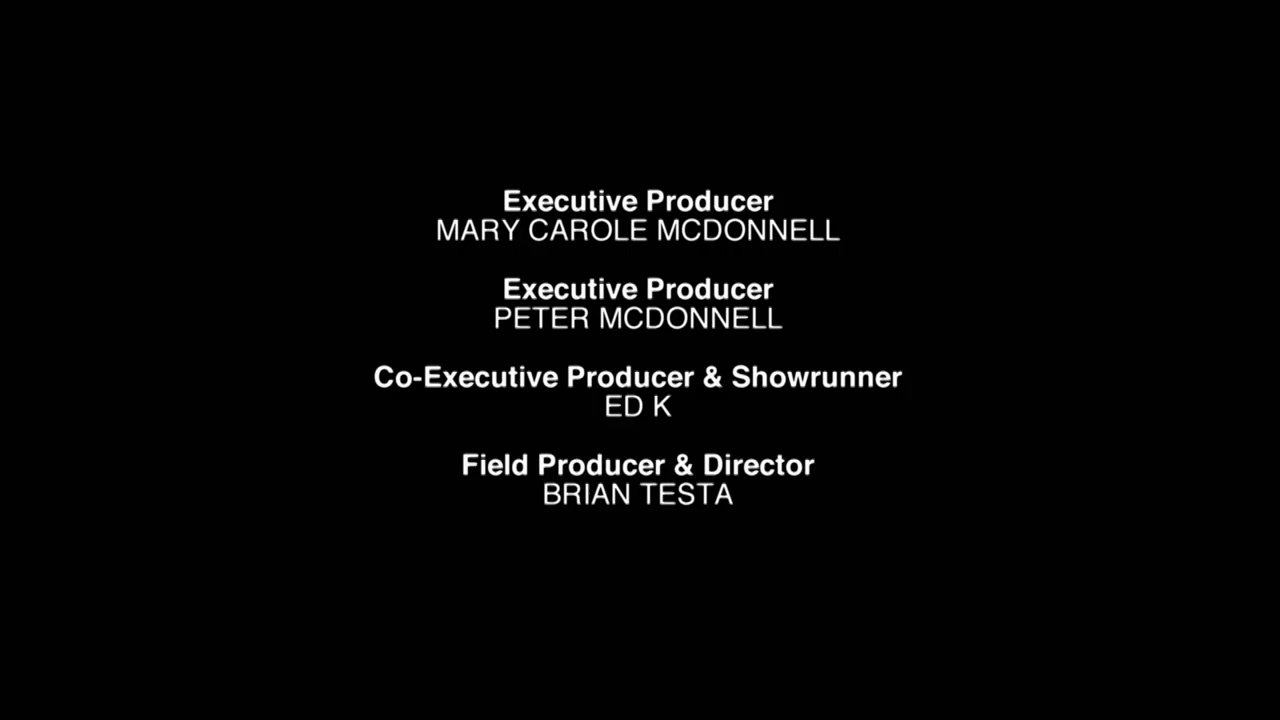 Executive Producer
MARY CAROLE MCDONNELL
Executive Producer
PETER MCDONNELL
Co-Executive Producer & Showrunner
ED K
Field Producer & Director
BRIAN TESTA